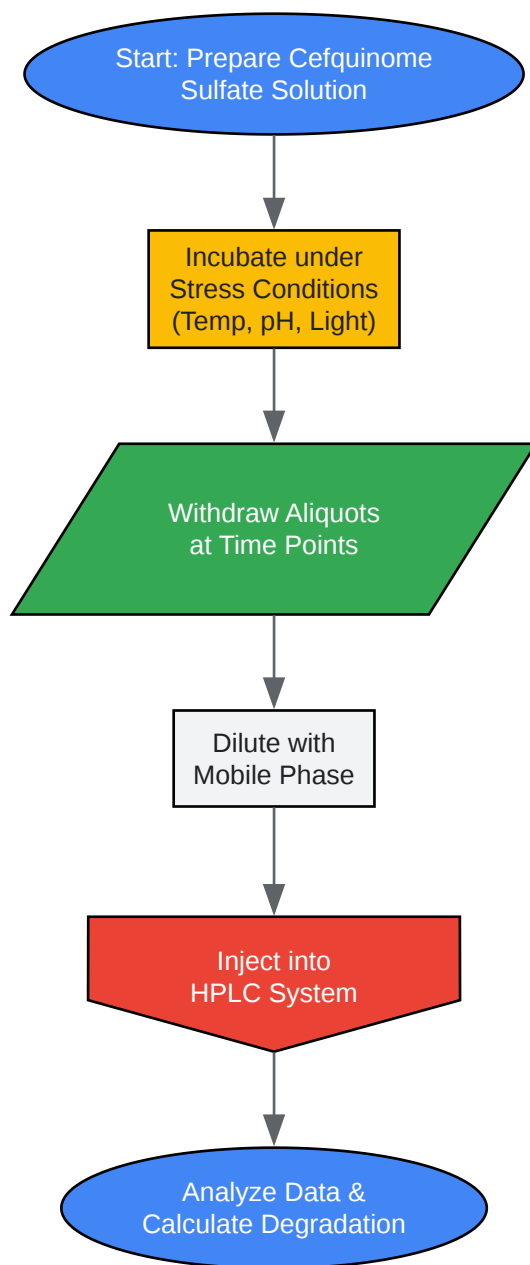 Start: Prepare Cefquinome
Sulfate Solution
Incubate under
Stress Conditions
(Temp, pH, Light)
Withdraw Aliquots
at Time Points
Dilute with
Mobile Phase
Inject into
HPLC System
Analyze Data &
Calculate Degradation